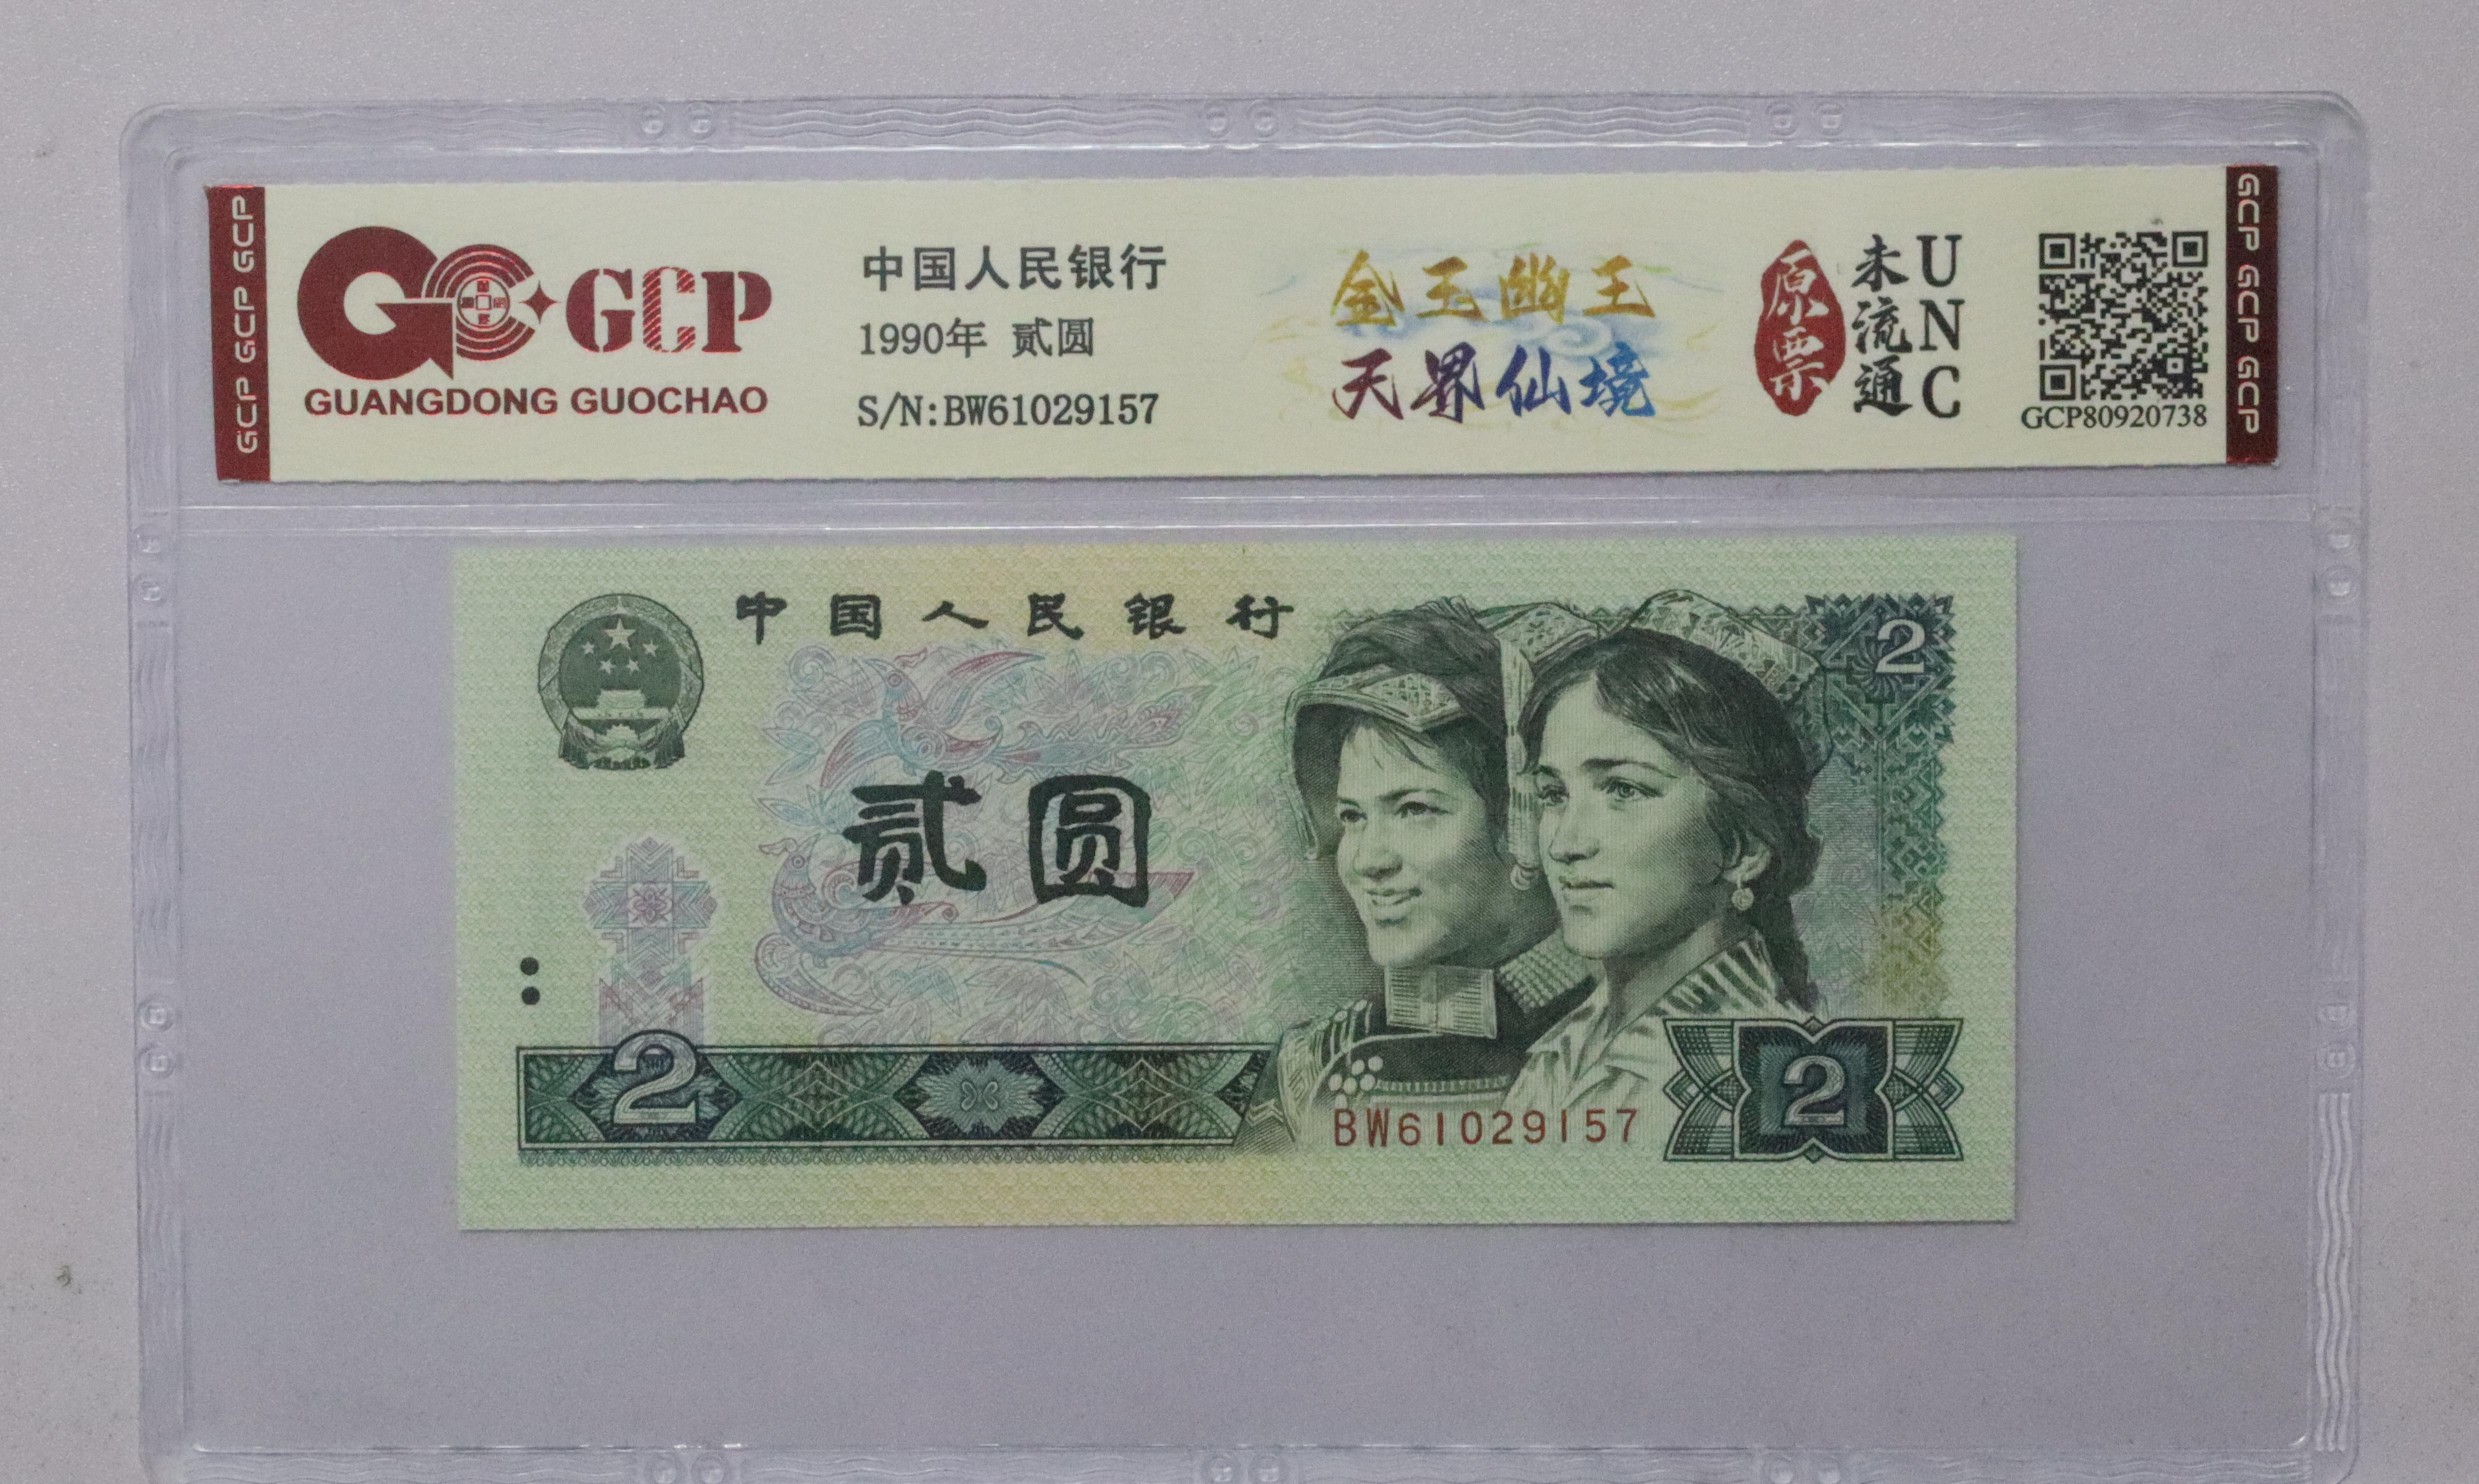 GCP GCP GCP
GCP
GUANGDONG GUOCHAO
中国人民银行
1990年 贰圆
S/N:BW61029157
金玉幽王
天界仙境
原票
未流通
UNC
GCP80920738
GCP GCP GCP
中国人民银行
2
贰圆
2
BW61029157
2